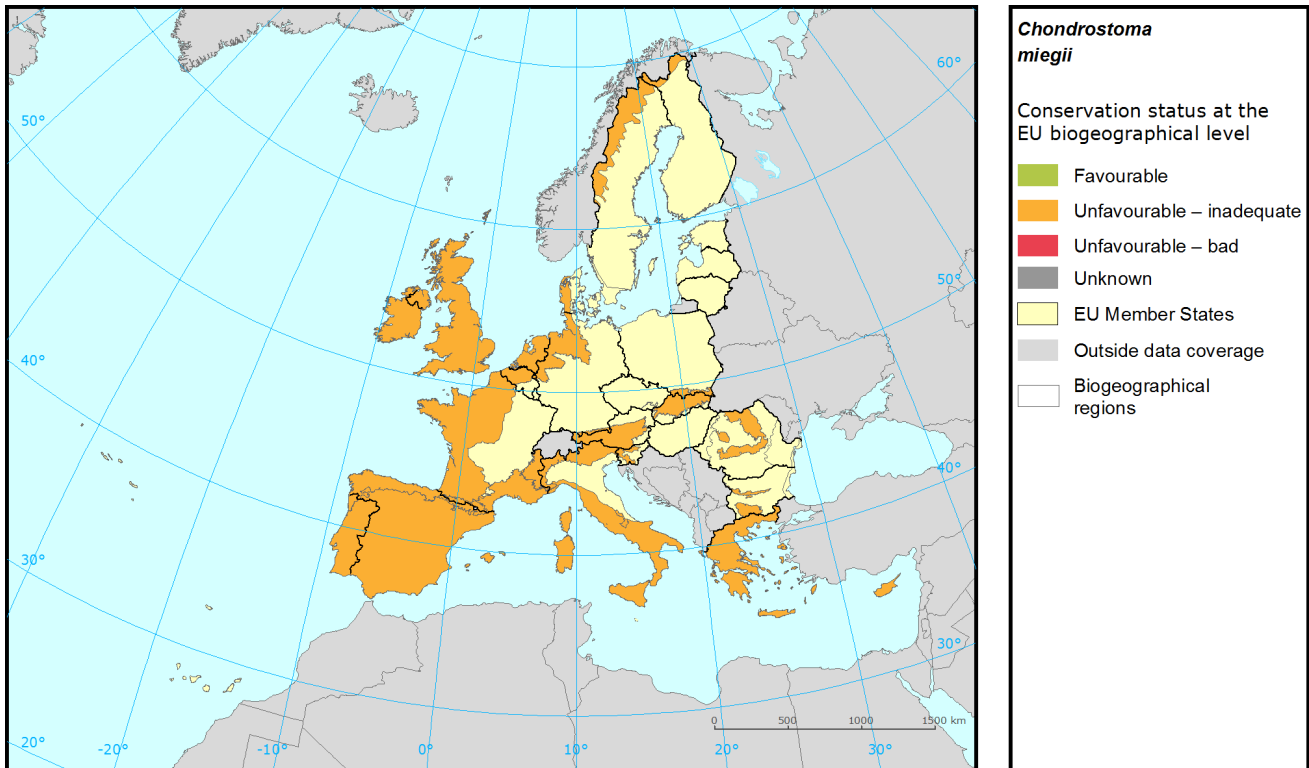 Chondrostoma
miegii
Conservation status at the
EU biogeographical level
Favourable
Unfavourable – inadequate
Unfavourable – bad
Unknown
EU Member States
Outside data coverage
Biogeographical
regions
60°
50°
50°
40°
40°
30°
30°
20°
-20°
-10°
0°
10°
20°
30°
0 500 1000 1500 km